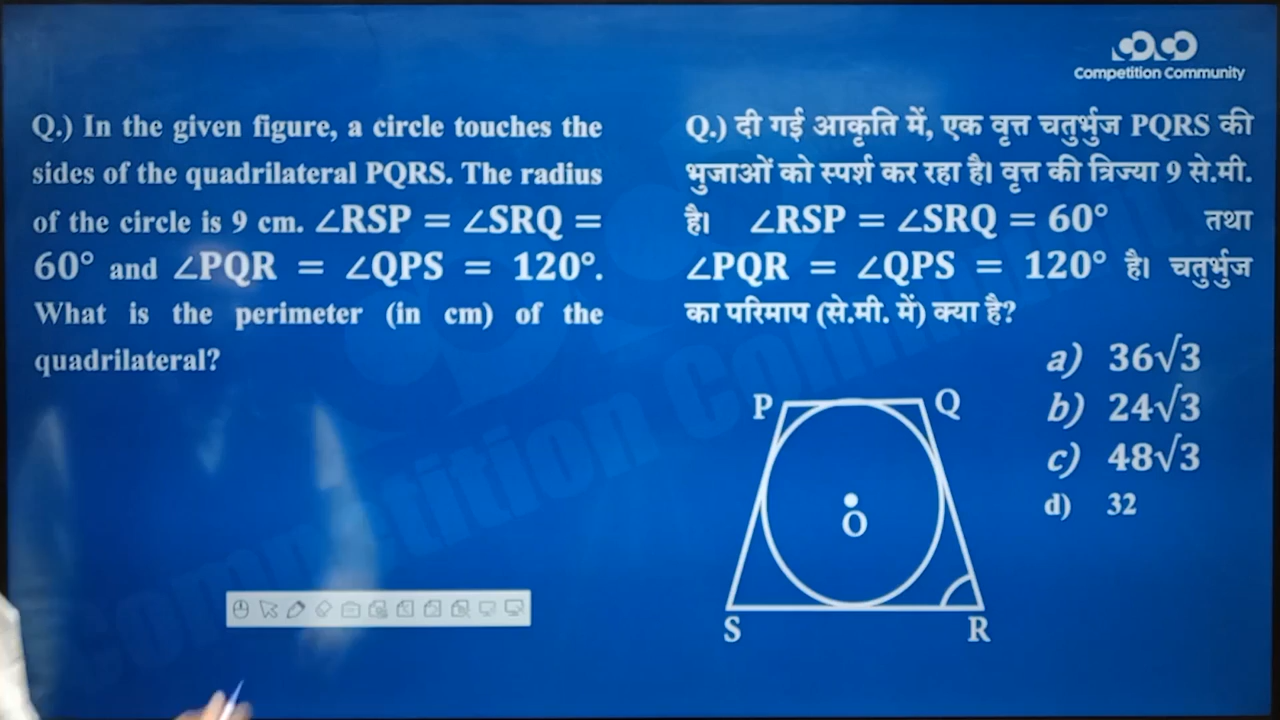 Competition Community
Q.) In the given figure, a circle touches the
sides of the quadrilateral PQRS. The radius
of the circle is 9 cm. ∠RSP = ∠SRQ =
60° and ∠PQR = ∠QPS = 120°.
What is the perimeter (in cm) of the
quadrilateral?
Q.) दी गई आकृति में, एक वृत्त चतुर्भुज PQRS की
भुजाओं को स्पर्श कर रहा है। वृत्त की त्रिज्या 9 से.मी.
है। ∠RSP = ∠SRQ = 60° तथा
∠PQR = ∠QPS = 120° है। चतुर्भुज
का परिमाप (से.मी. में) क्या है?
a) 36√3
b) 24√3
c) 48√3
d) 32
P
Q
O
S
R
Competition Community